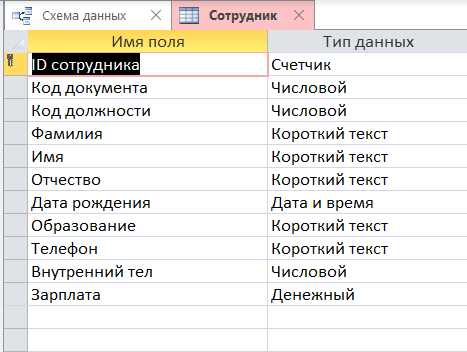 Схема данных Сотрудник
Имя поля Тип данных
ID сотрудника Счетчик
Код документа Числовой
Код должности Числовой
Фамилия Короткий текст
Имя Короткий текст
Отчество Короткий текст
Дата рождения Дата и время
Образование Короткий текст
Телефон Короткий текст
Внутренний тел Числовой
Зарплата Денежный